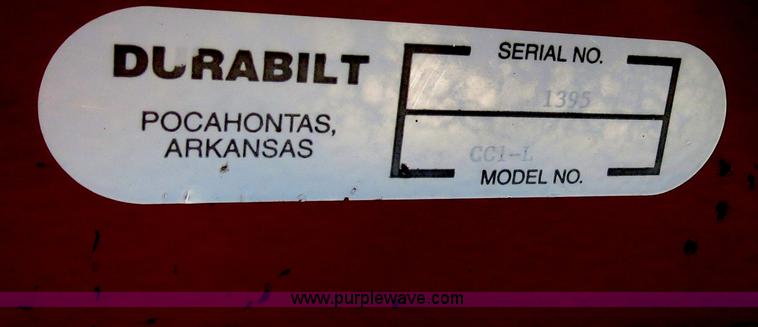 DURABILT
POCAHONTAS,
ARKANSAS
SERIAL NO.
1395
CC1-L
MODEL NO.
www.purplewave.com